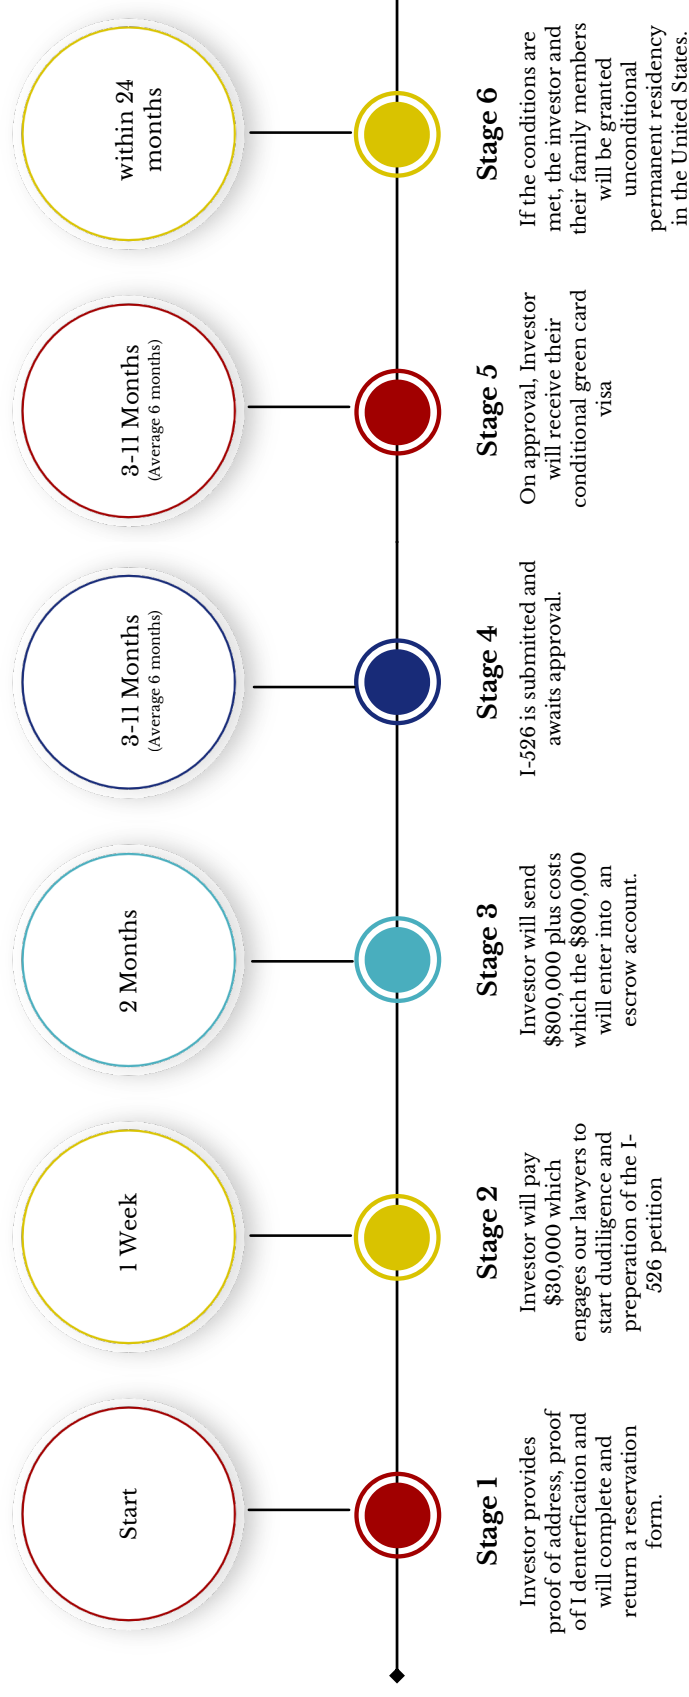 Start
1 Week
2 Months
3-11 Months
(Average 6 months)
3-11 Months
(Average 6 months)
within 24
months
Stage 1
Investor provides
proof of address, proof
of I denterfication and
will complete and
return a reservation
form.
Stage 2
Investor will pay
$30,000 which
engages our lawyers to
start dudiligence and
preperation of the I-
526 petition
Stage 3
Investor will send
$800,000 plus costs
which the $800,000
will enter into an
escrow account.
Stage 4
I-526 is submitted and
awaits approval.
Stage 5
On approval, Investor
will receive their
conditional green card
visa
Stage 6
If the conditions are
met, the investor and
their family members
will be granted
unconditional
permanent residency
in the United States.